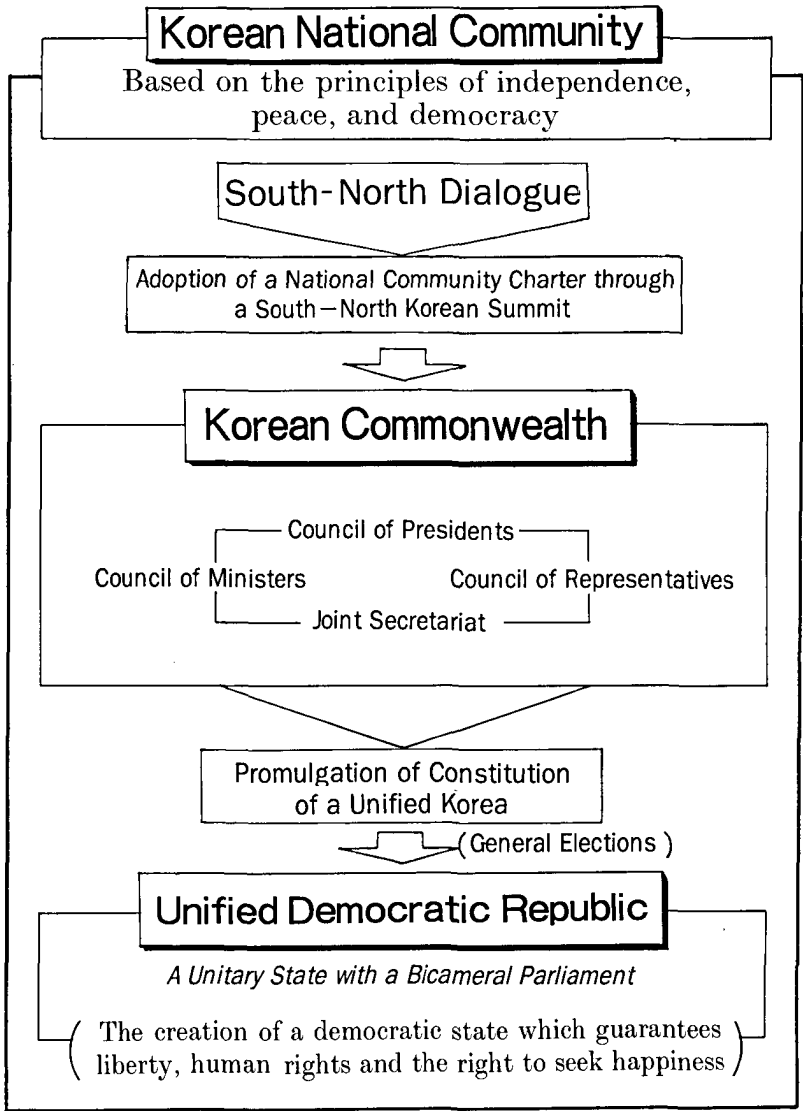 Korean National Community
Based on the principles of independence,
peace, and democracy
South-North Dialogue
Adoption of a National Community Charter through
a South—North Korean Summit
Korean Commonwealth
Council of Presidents
Council of Ministers
Council of Representatives
Joint Secretariat
Promulgation of Constitution
of a Unified Korea
(General Elections)
Unified Democratic Republic
A Unitary State with a Bicameral Parliament
(The creation of a democratic state which guarantees
liberty, human rights and the right to seek happiness)